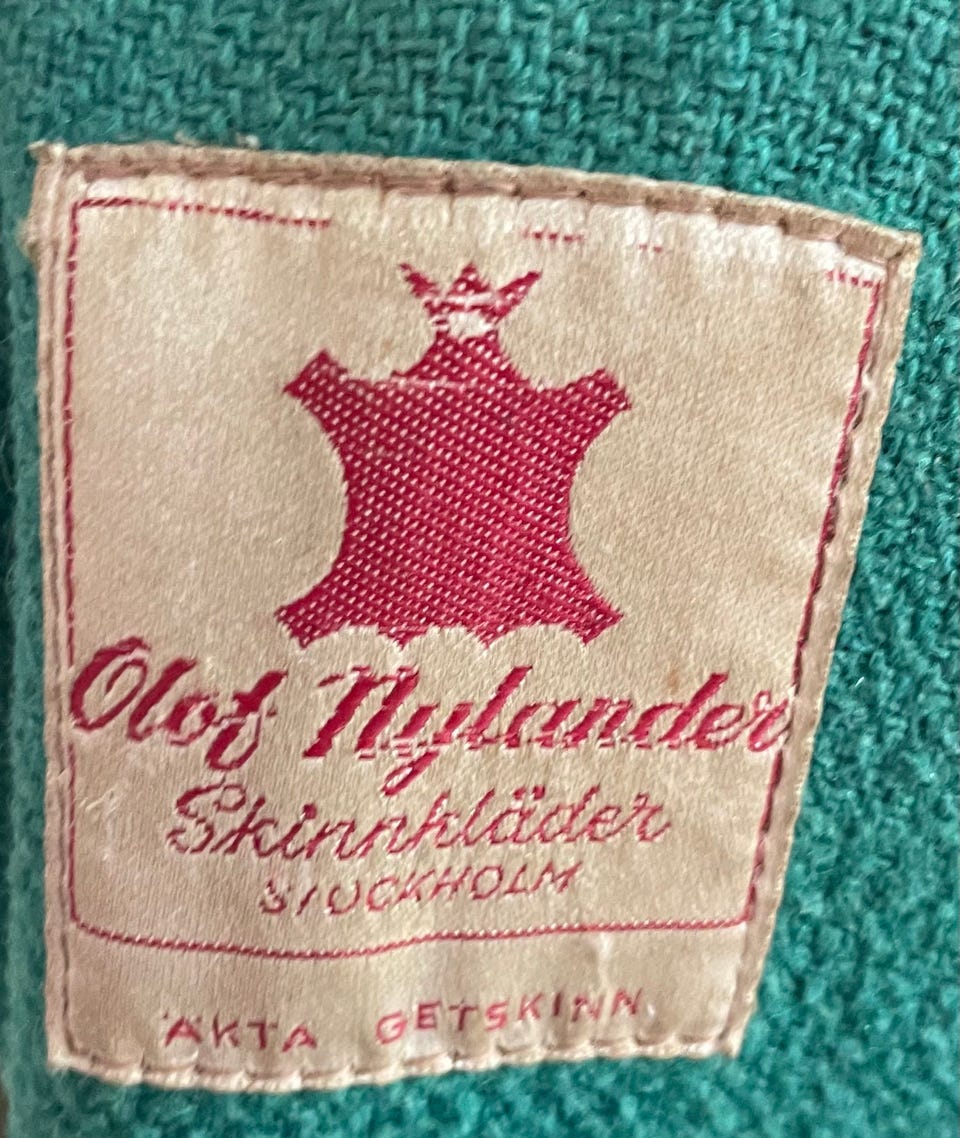 Olof Nylander
Skinnkläder
STOCKHOLM
ÄKTA GETSKINN